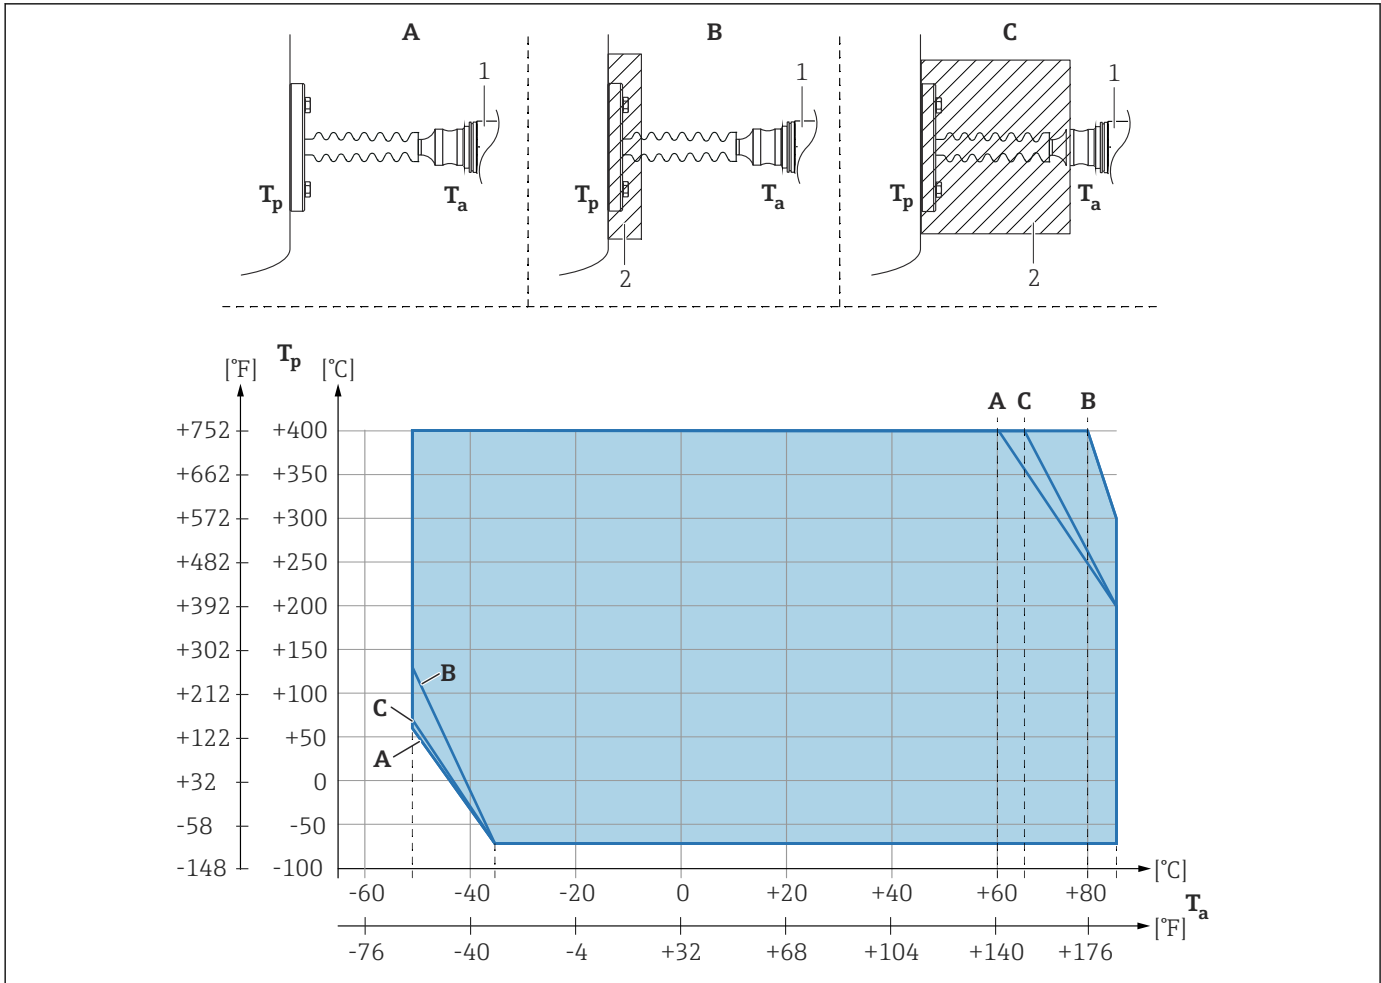 A B C
1 1 1
Tp Ta Tp Ta Tp Ta
2 2
Tp
[°F] [°C]
A C B
+752 +400
+662 +350
+572 +300
+482 +250
+392 +200
+302 +150
+212 +100
B
C
+122 +50
A
+32 0
-58 -50
-148 -100
[°C]
-60 -40 -20 0 +20 +40 +60 +80
Ta
[°F]
-76 -40 -4 +32 +68 +104 +140 +176